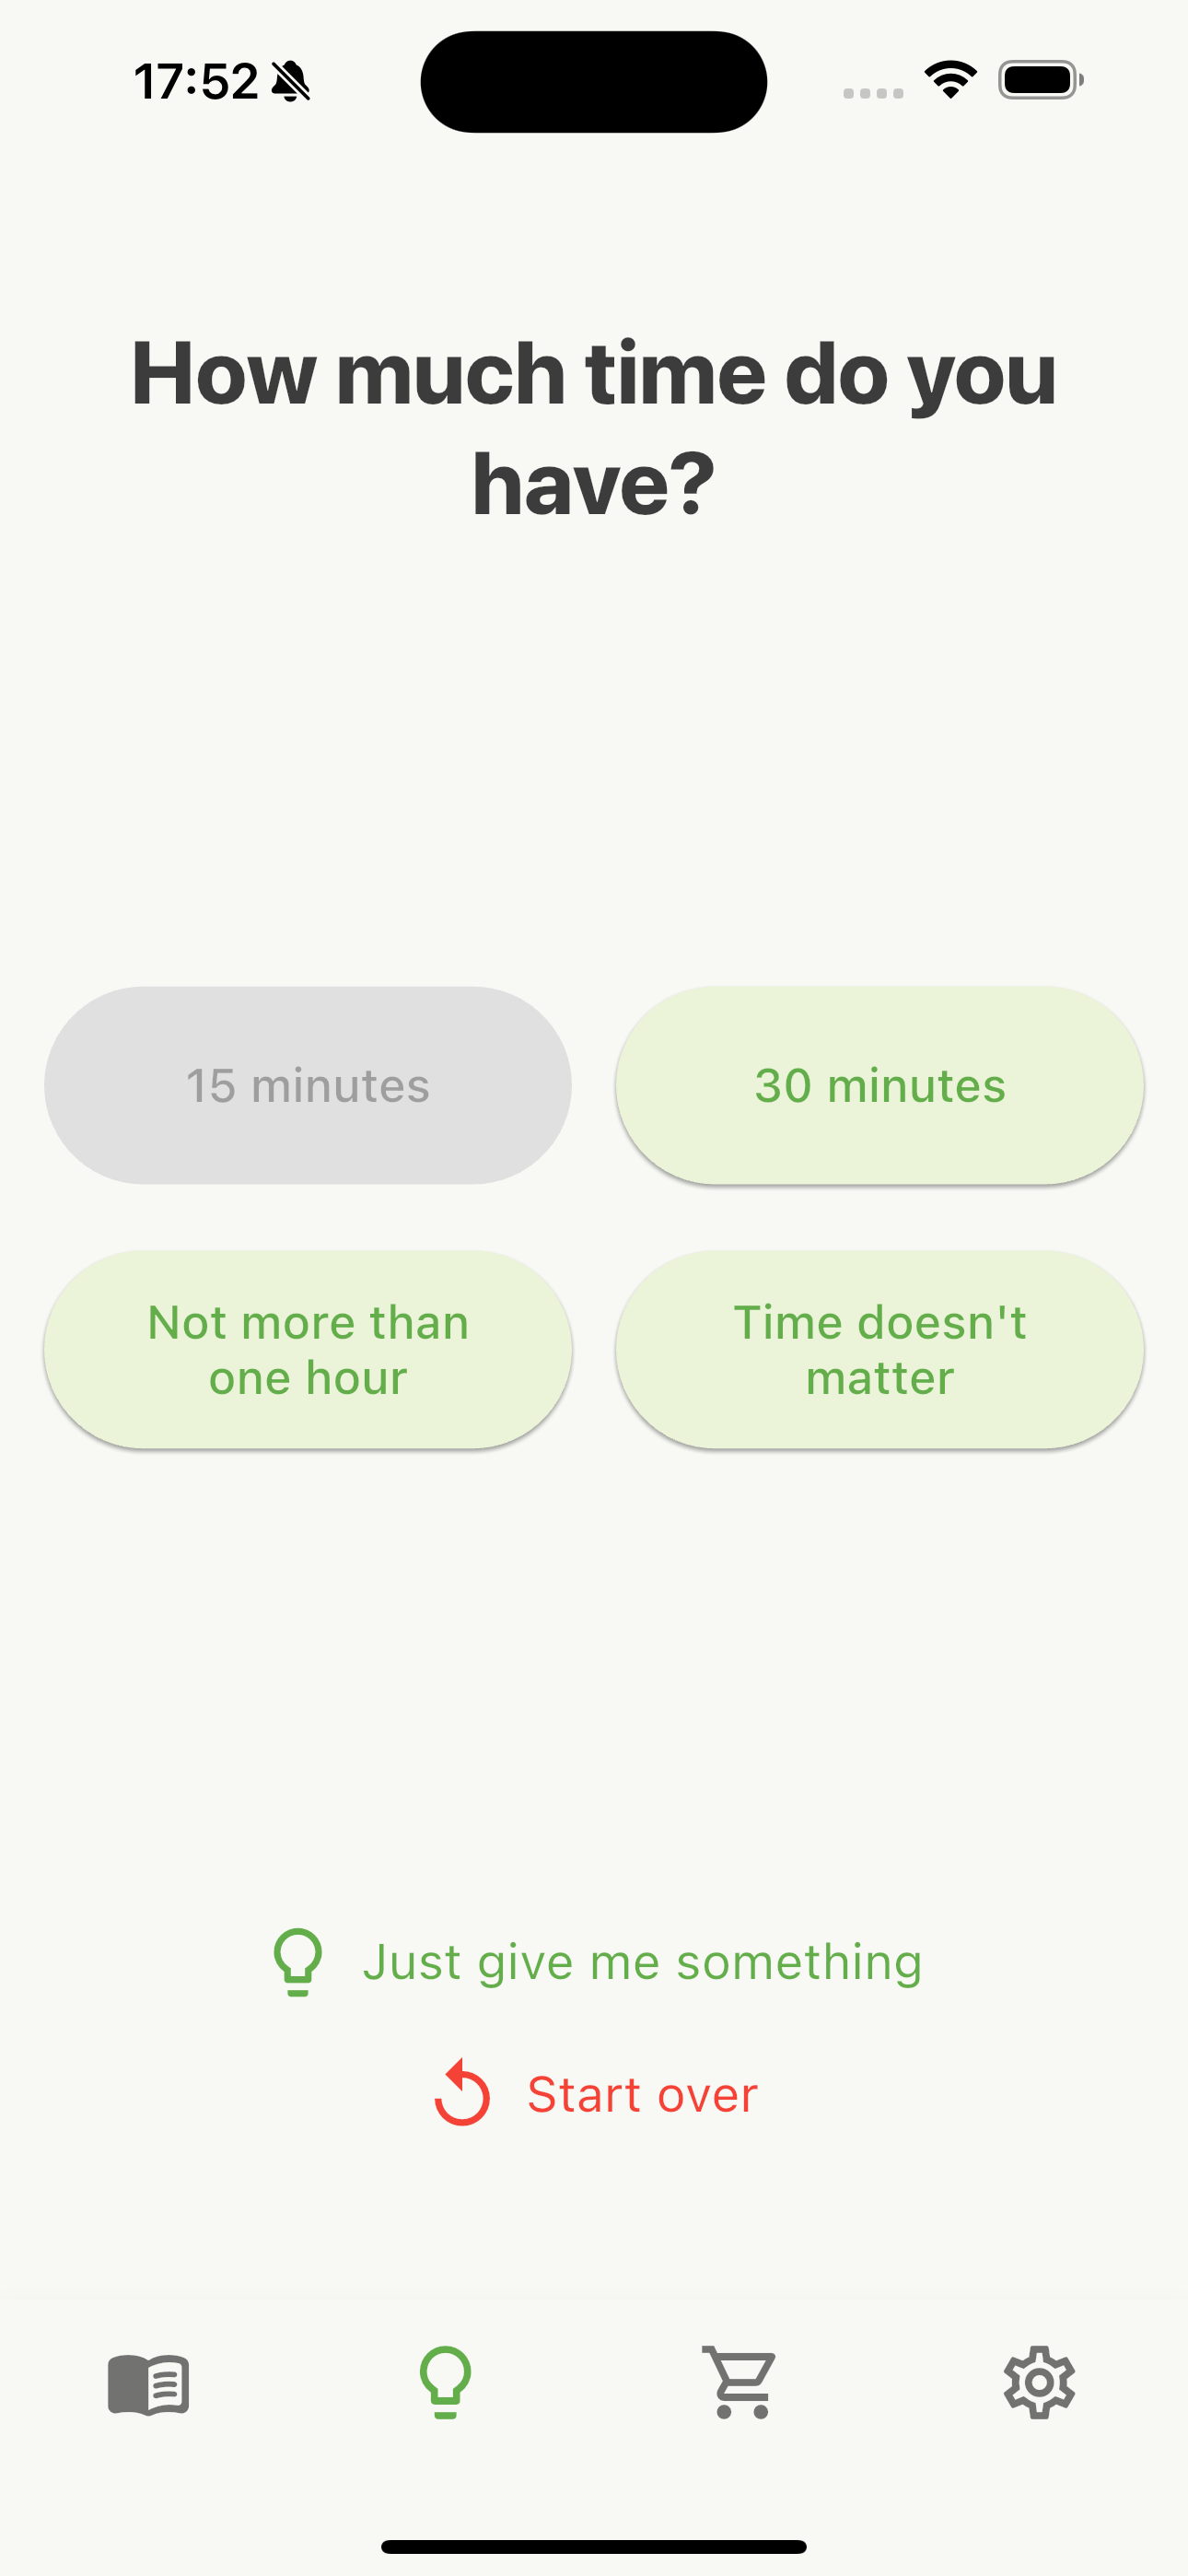 17:52
How much time do you
have?
15 minutes
30 minutes
Not more than
one hour
Time doesn't
matter
Just give me something
Start over